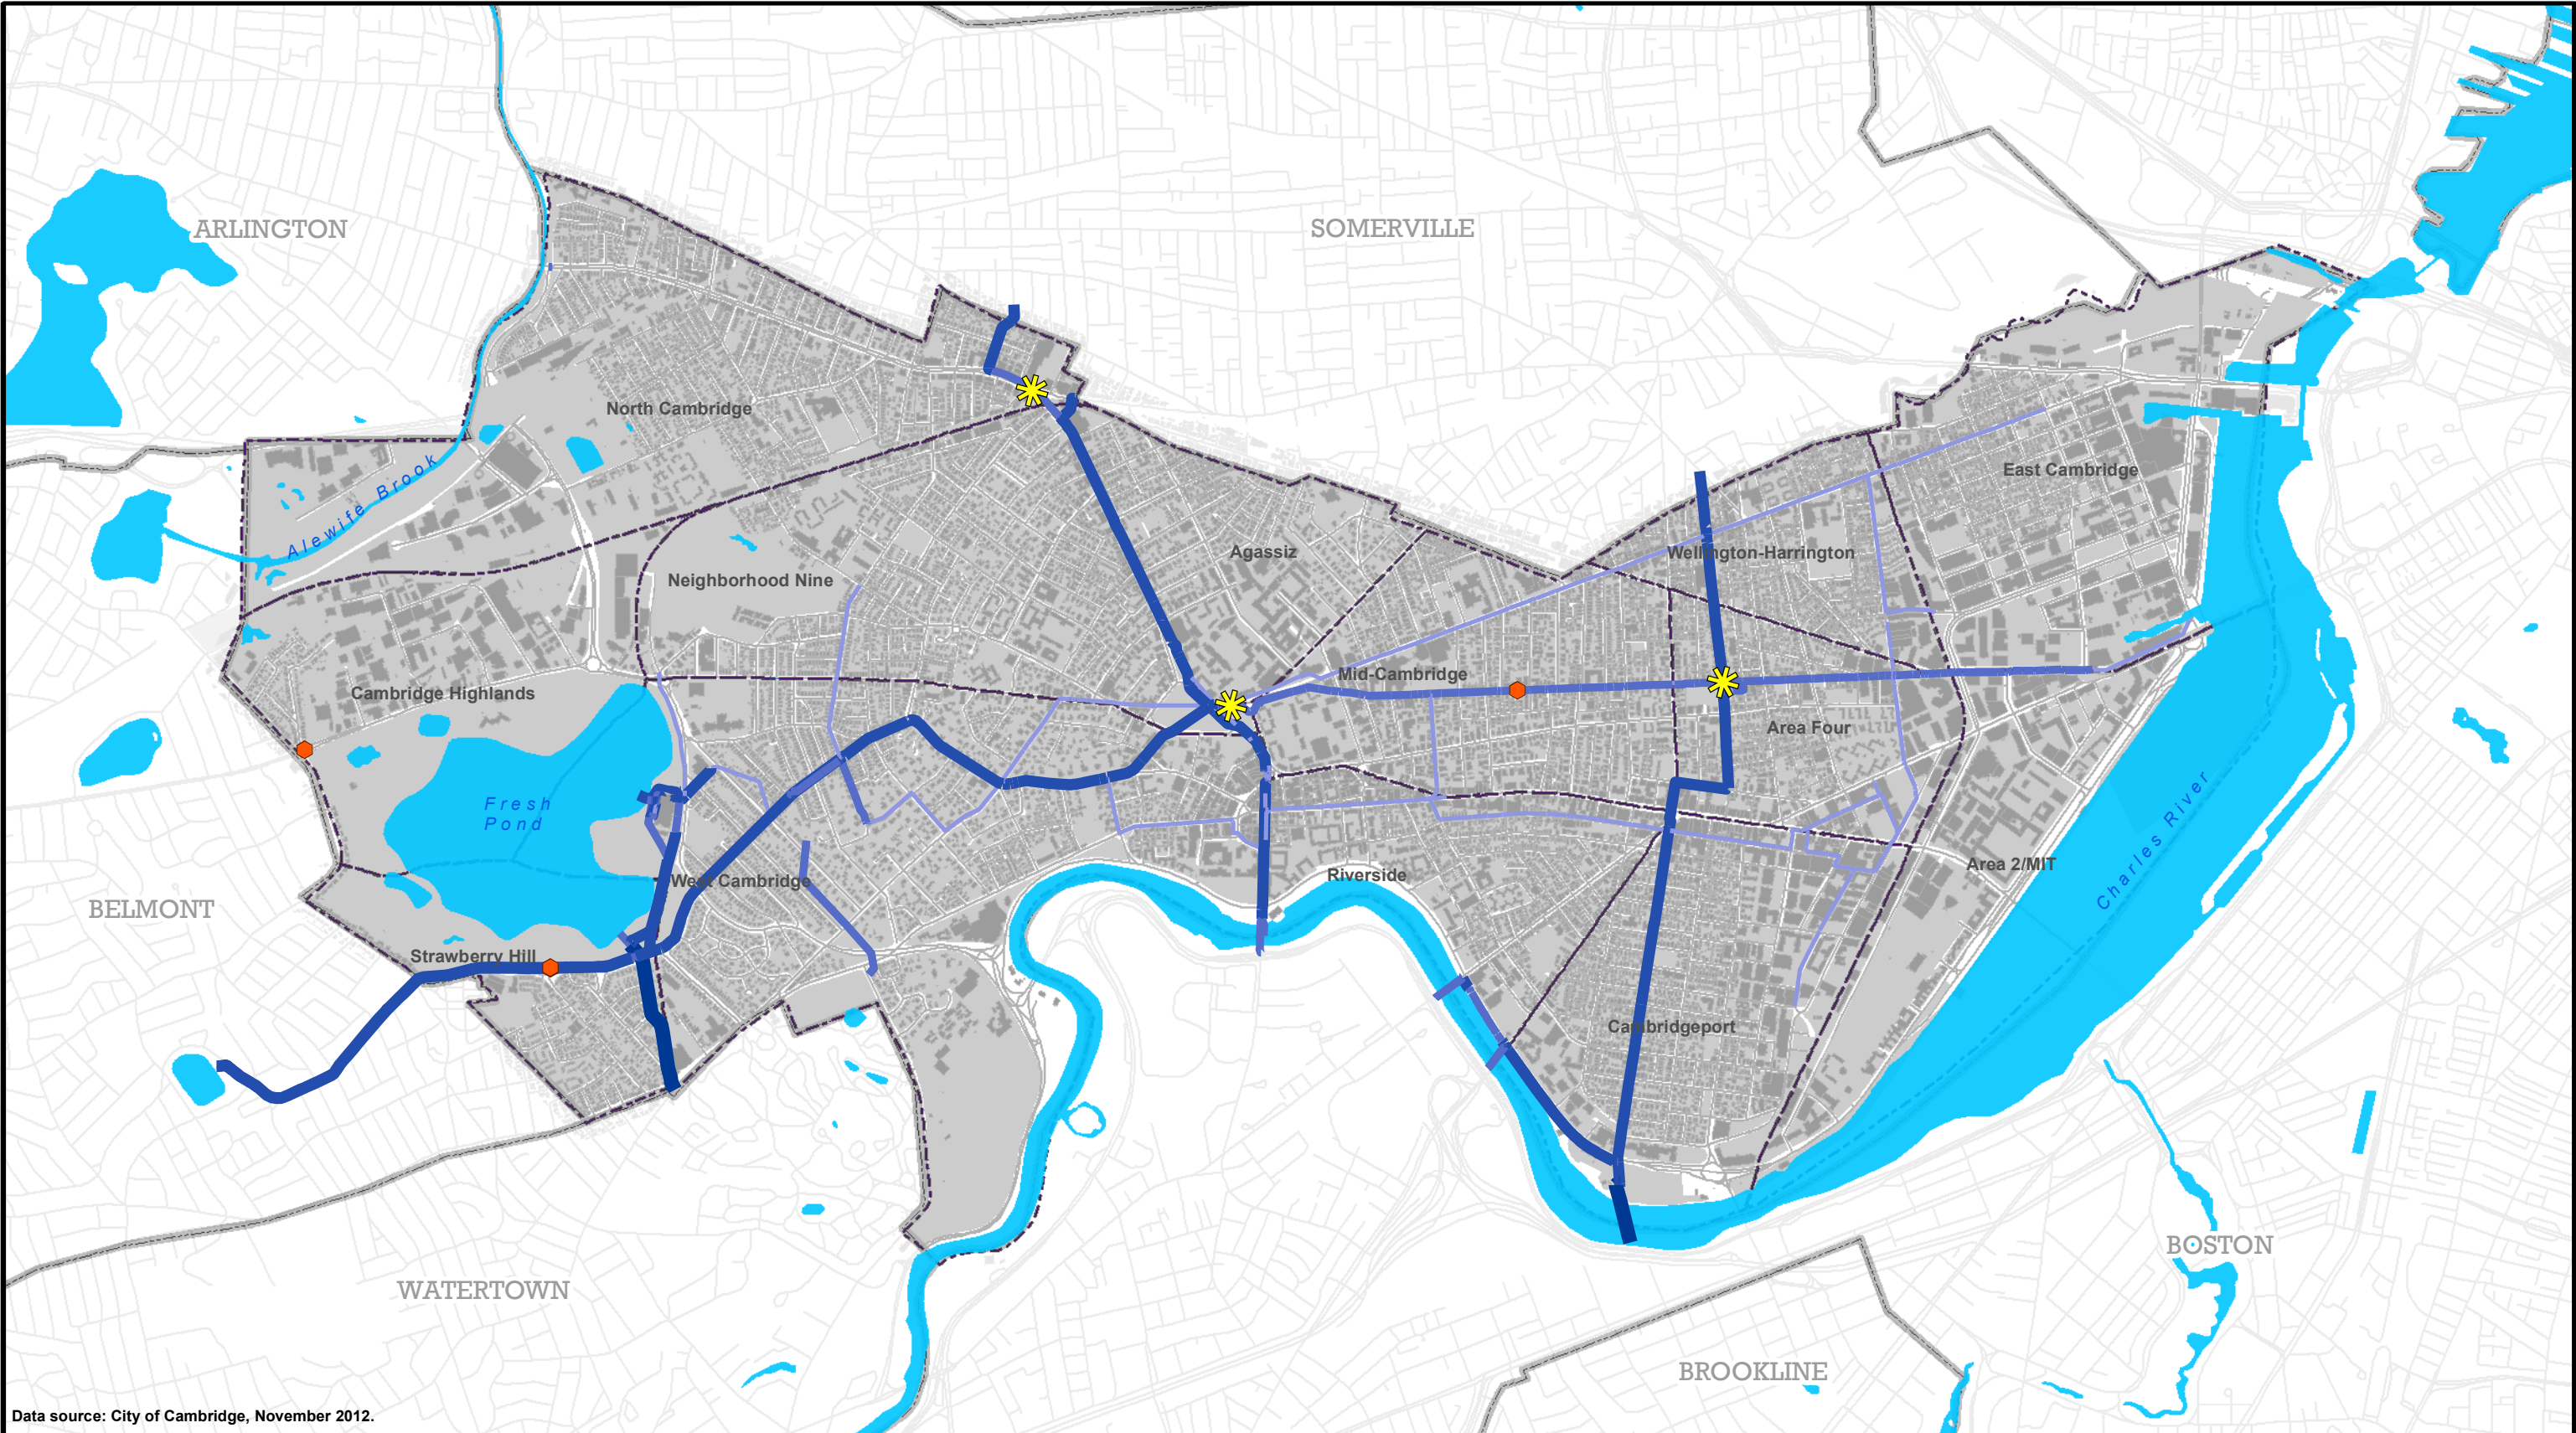 ARLINGTON
SOMERVILLE
North Cambridge
Alewife Brook
East Cambridge
Agassiz
Wellington-Harrington
Neighborhood Nine
Mid-Cambridge
Cambridge Highlands
Area Four
Fresh
Pond
Area 2/MIT
Charles River
West Cambridge
Riverside
BELMONT
Strawberry Hill
Cambridgeport
BOSTON
WATERTOWN
BROOKLINE
Data source: City of Cambridge, November 2012.